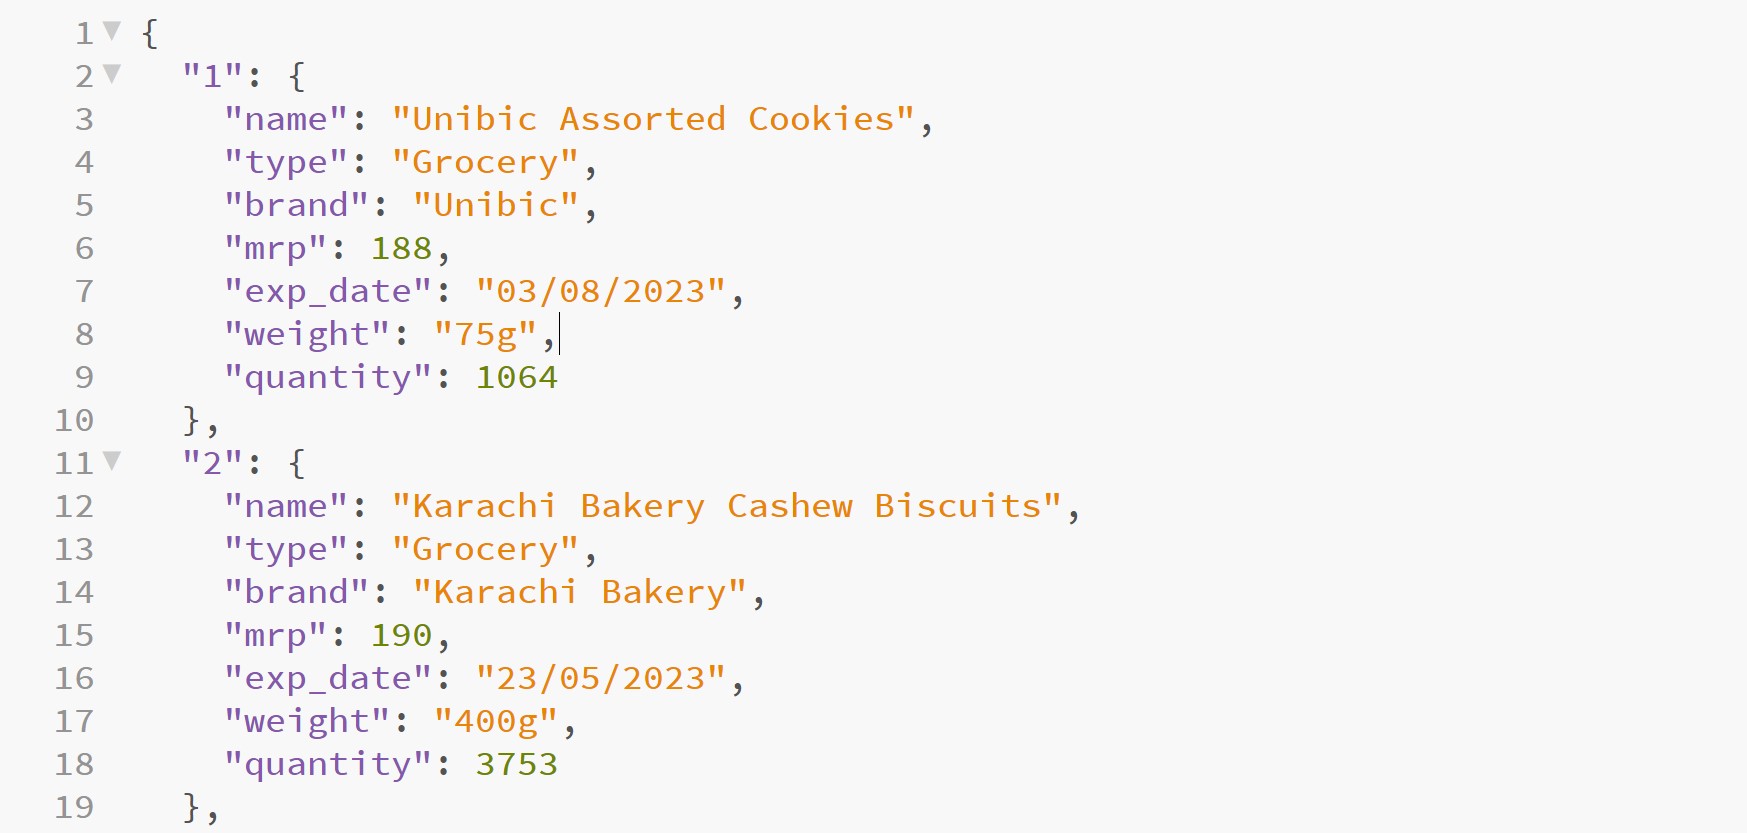 1 {
2 "1": {
3 "name": "Unibic Assorted Cookies",
4 "type": "Grocery",
5 "brand": "Unibic",
6 "mrp": 188,
7 "exp_date": "03/08/2023",
8 "weight": "75g",
9 "quantity": 1064
10 },
11 "2": {
12 "name": "Karachi Bakery Cashew Biscuits",
13 "type": "Grocery",
14 "brand": "Karachi Bakery",
15 "mrp": 190,
16 "exp_date": "23/05/2023",
17 "weight": "400g",
18 "quantity": 3753
19 },